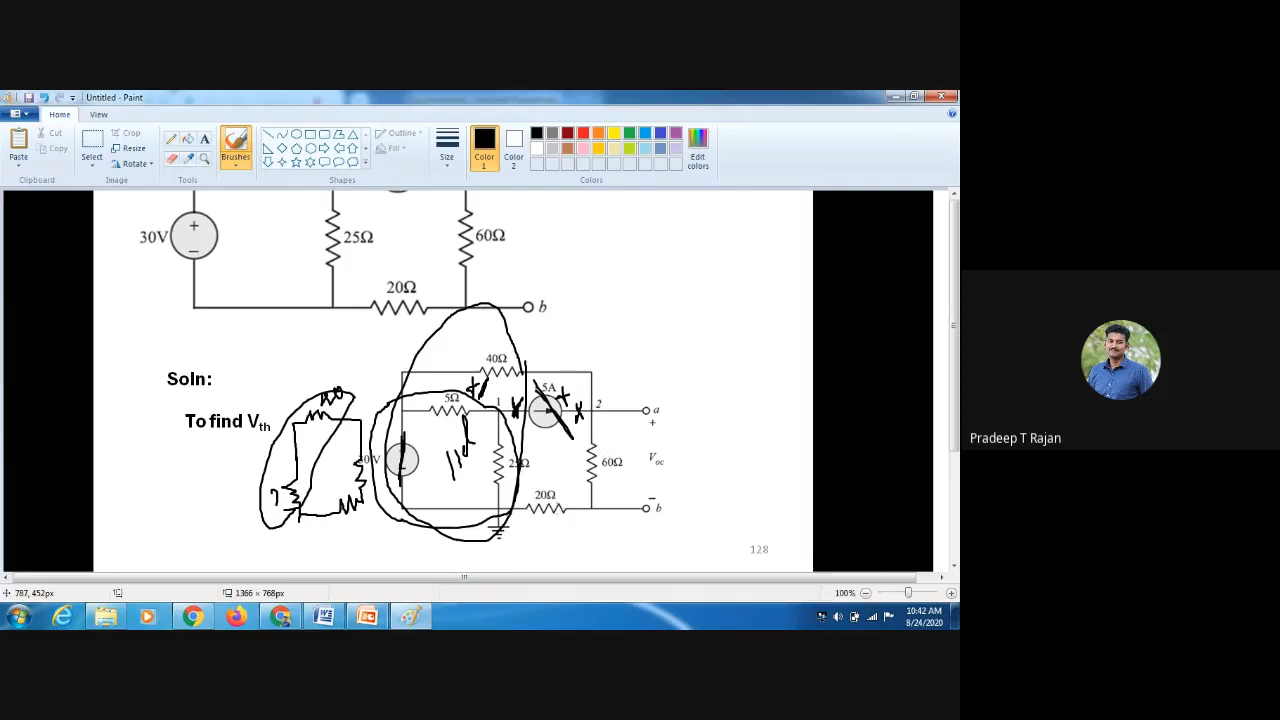 Untitled - Paint
Home
View
Paste
Cut
Copy
Clipboard
Select
Crop
Resize
Rotate
Image
A
Tools
Brushes
Shapes
Outline
Fill
Size
Color 1
Color 2
Edit colors
Colors
30V
+
−
25Ω
60Ω
20Ω
b
Soln:
To find Vth
40Ω
5Ω
1
5A
2
a
+
60Ω
Voc
20Ω
−
b
128
787, 452px
1366 × 768px
100%
10:42 AM
8/24/2020
Pradeep T Rajan